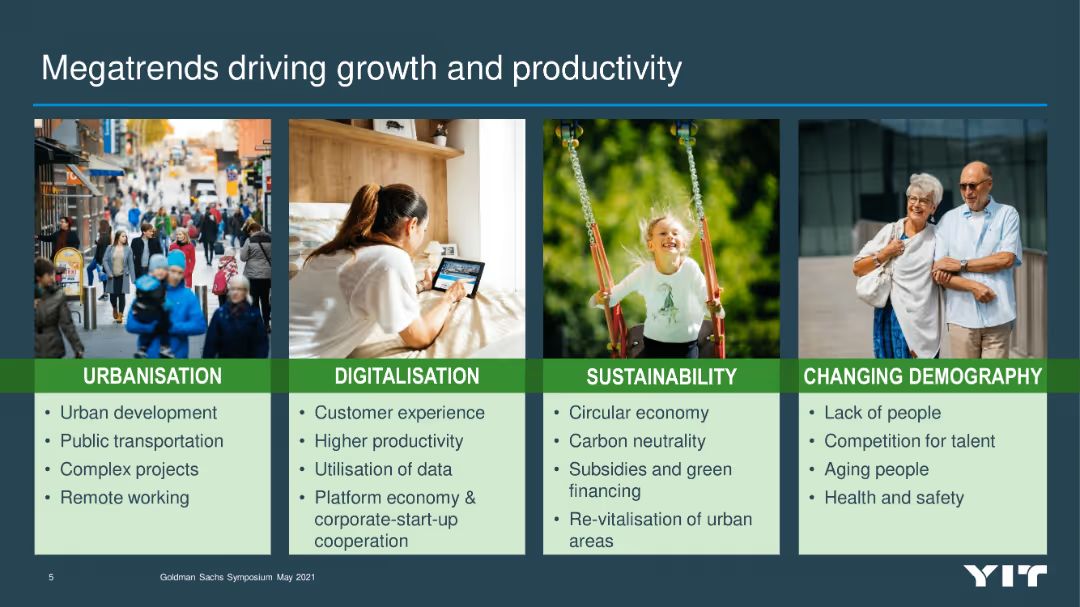 Megatrends driving growth and productivity
URBANISATION
• Urban development
• Public transportation
• Complex projects
• Remote working
DIGITALISATION
• Customer experience
• Higher productivity
• Utilisation of data
• Platform economy &
corporate-start-up
cooperation
SUSTAINABILITY
• Circular economy
• Carbon neutrality
• Subsidies and green
financing
• Re-vitalisation of urban
areas
CHANGING DEMOGRAPHY
• Lack of people
• Competition for talent
• Aging people
• Health and safety
5
Goldman Sachs Symposium May 2021
YIT